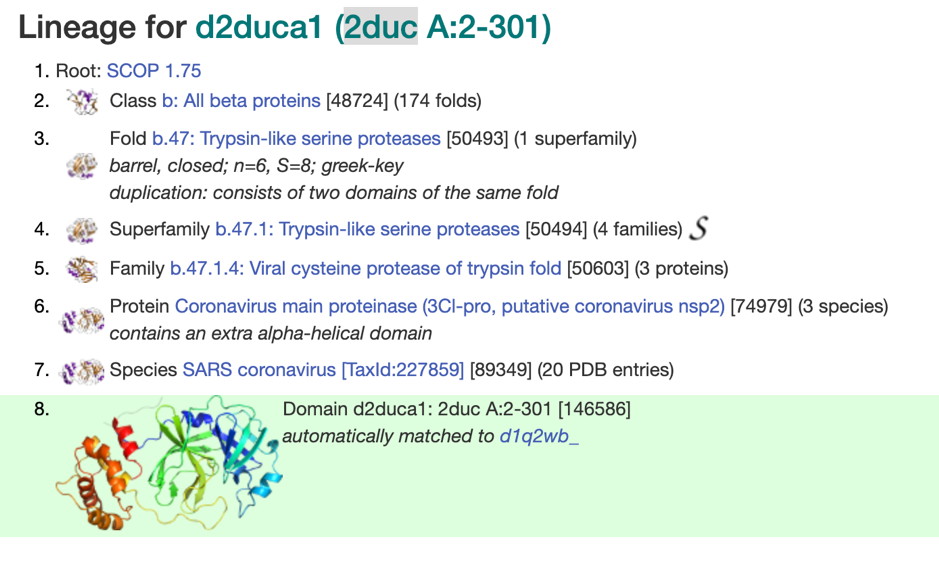 Lineage for d2duca1 (2duc A:2-301)
1. Root: SCOP 1.75
2. Class b: All beta proteins [48724] (174 folds)
3. Fold b.47: Trypsin-like serine proteases [50493] (1 superfamily)
barrel, closed; n=6, S=8; greek-key
duplication: consists of two domains of the same fold
4. Superfamily b.47.1: Trypsin-like serine proteases [50494] (4 families) S
5. Family b.47.1.4: Viral cysteine protease of trypsin fold [50603] (3 proteins)
6. Protein Coronavirus main proteinase (3Cl-pro, putative coronavirus nsp2) [74979] (3 species)
contains an extra alpha-helical domain
7. Species SARS coronavirus [TaxId:227859] [89349] (20 PDB entries)
8. Domain d2duca1: 2duc A:2-301 [146586]
automatically matched to d1q2wb_